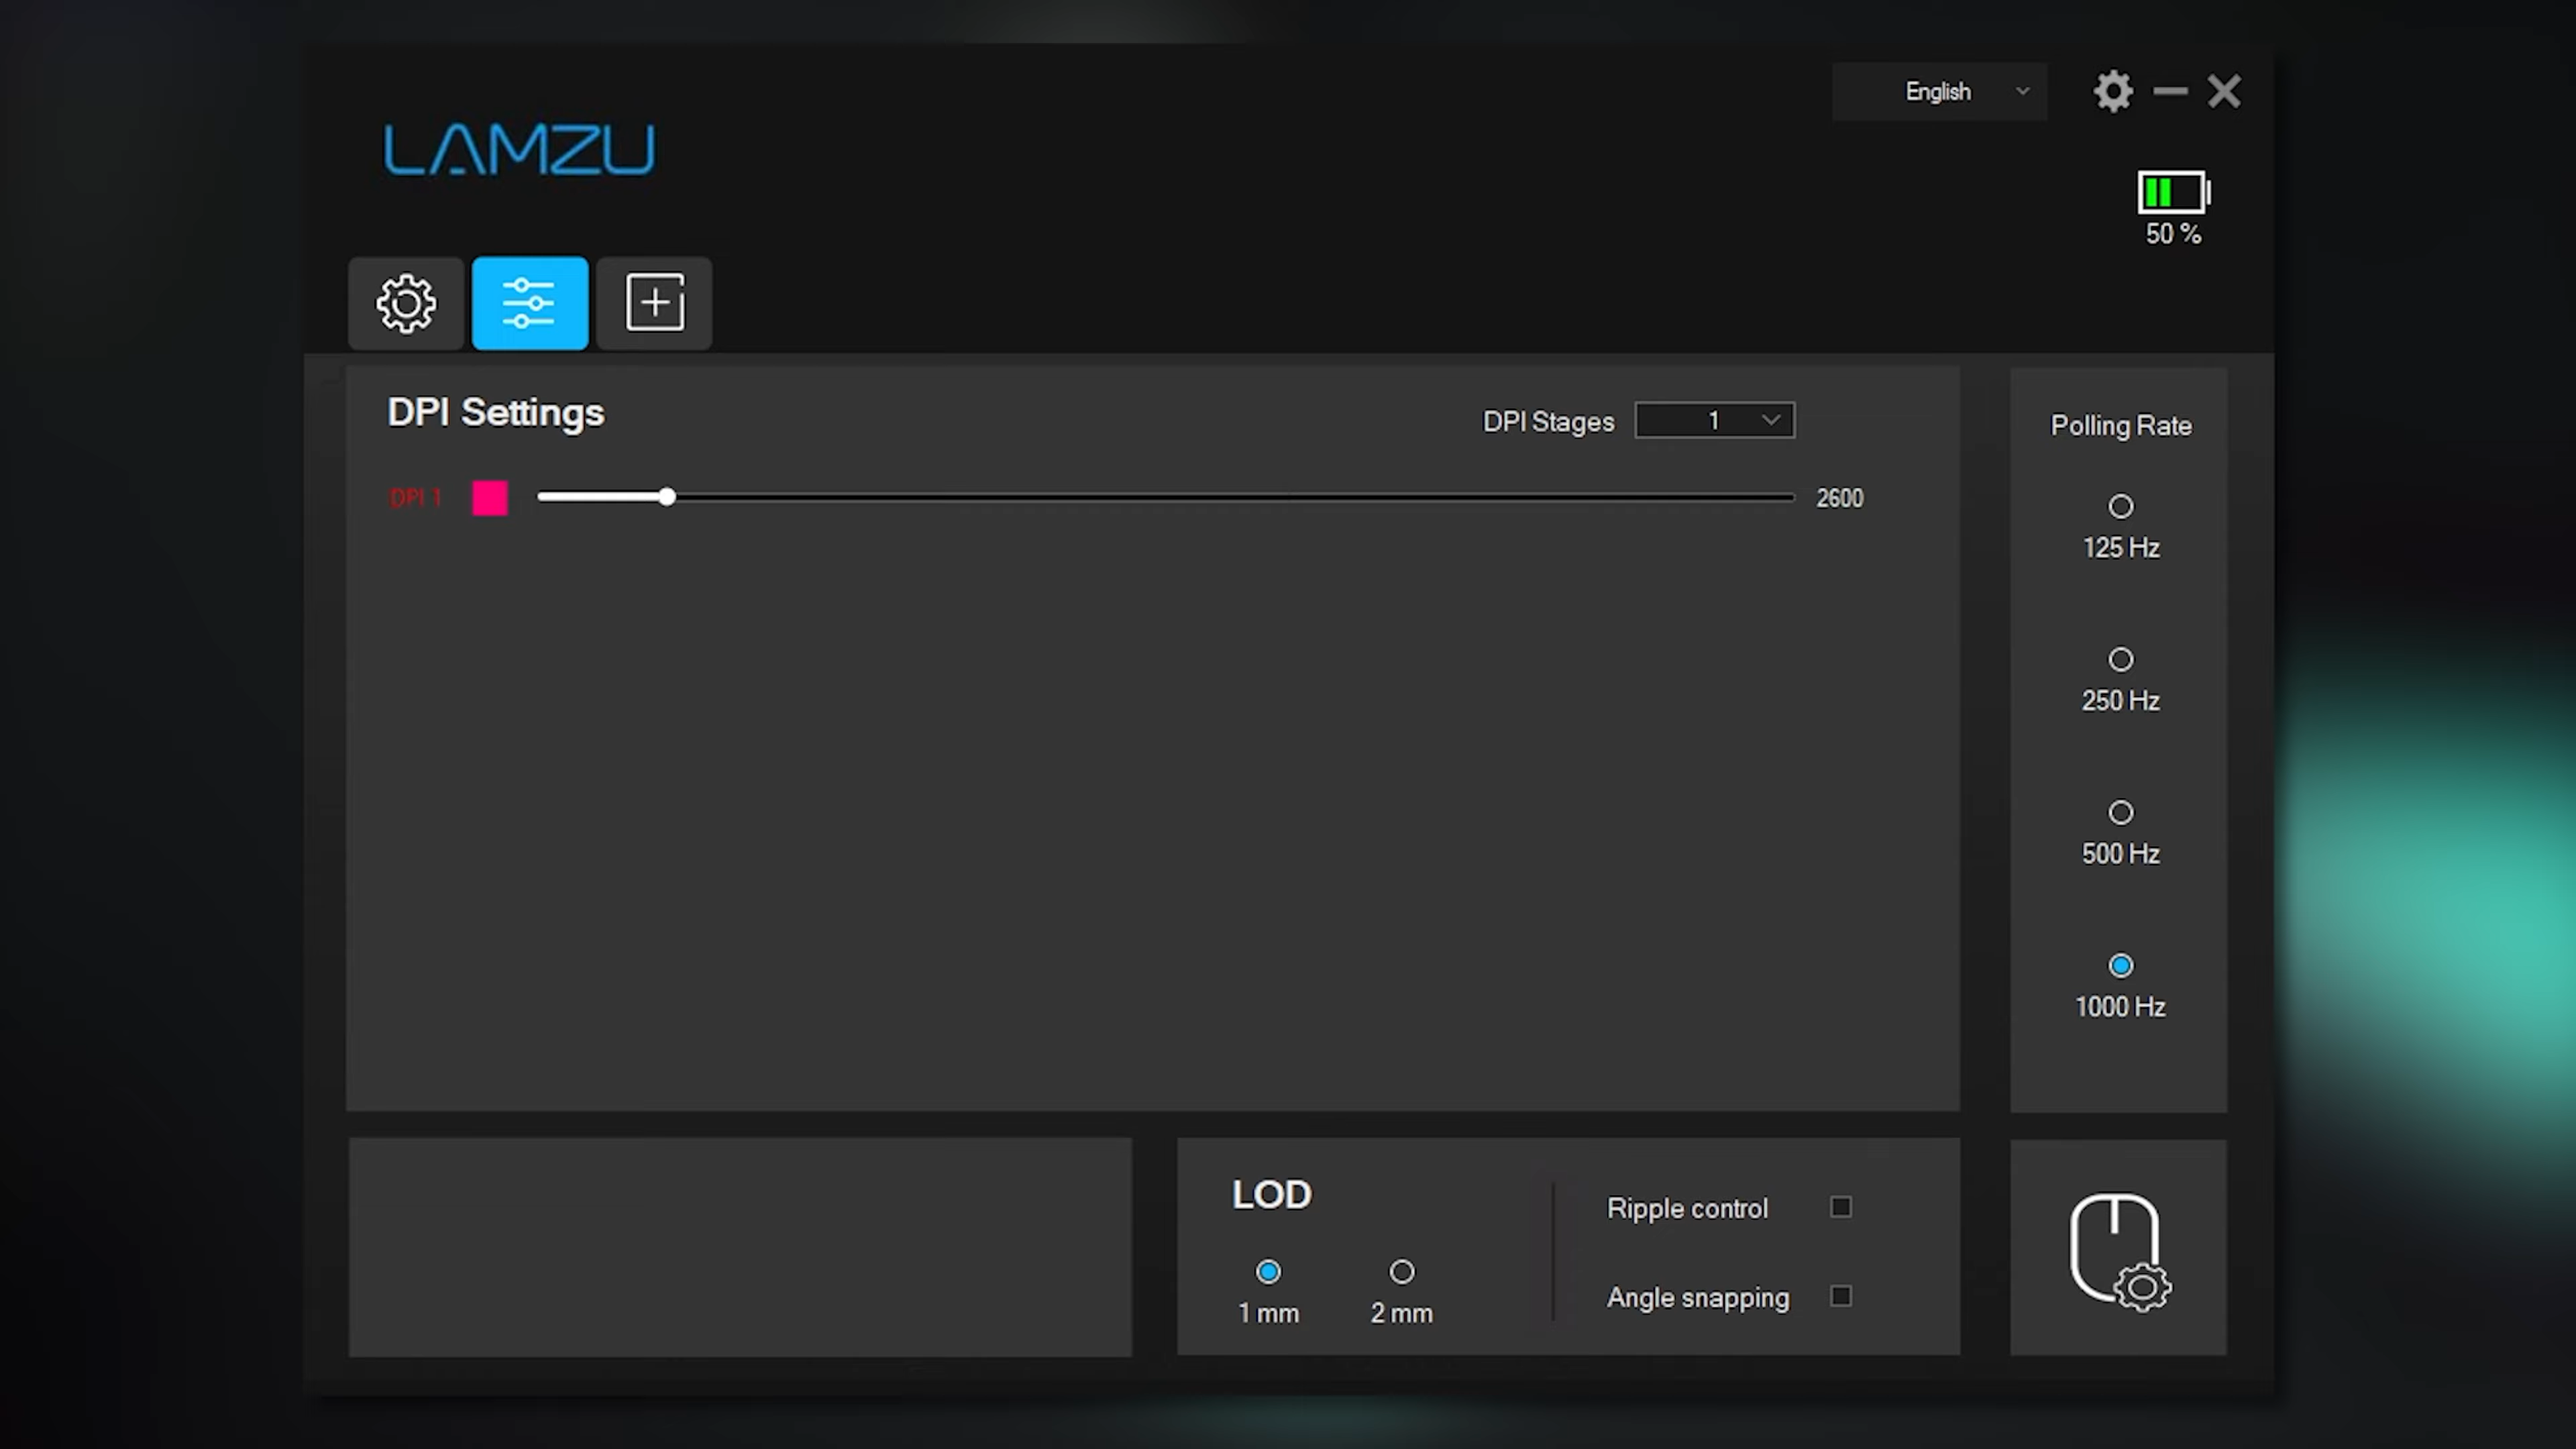 English
LAMZU
50 %
DPI Settings
DPI Stages 1
DPI 1 2600
Polling Rate
125 Hz
250 Hz
500 Hz
1000 Hz
LOD
1 mm 2 mm
Ripple control
Angle snapping